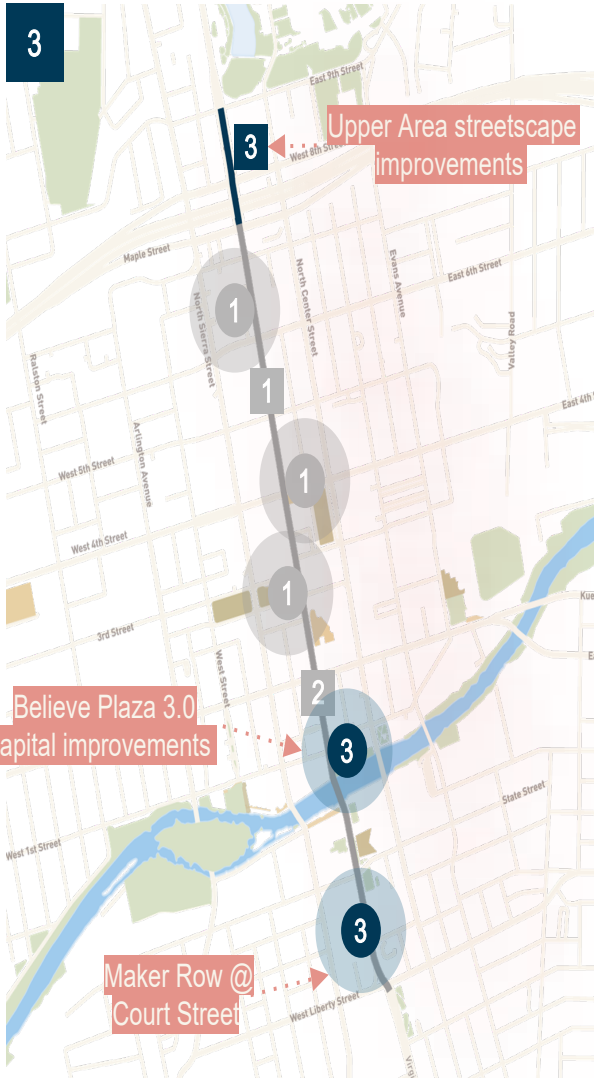 3
East 9th Street
Upper Area streetscape
improvements
3
West 8th Stre
Maple Street
Evans Avenue
East 6th Street
North Center Street
North Sierra Street
1
Valley Road
Ralston Street
1
East 4th S
Arlington Avenue
West 5th Street
1
West 4th Street
1
Kue
3rd Street
E
West Street
2
Believe Plaza 3.0
apital improvements
3
State Street
West 1st Street
3
Maker Row @
Court Street
West Liberty Street
Virgi